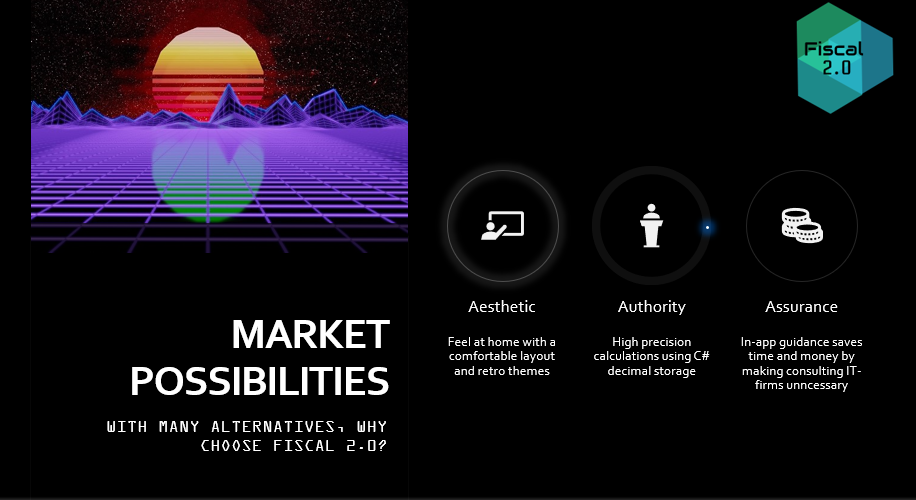 Fiscal
2.0
MARKET
POSSIBILITIES
WITH MANY ALTERNATIVES, WHY
CHOOSE FISCAL 2.0?
Aesthetic
Feel at home with a
comfortable layout
and retro themes
Authority
High precision
calculations using C#
decimal storage
Assurance
In-app guidance saves
time and money by
making consulting IT-
firms unncessary